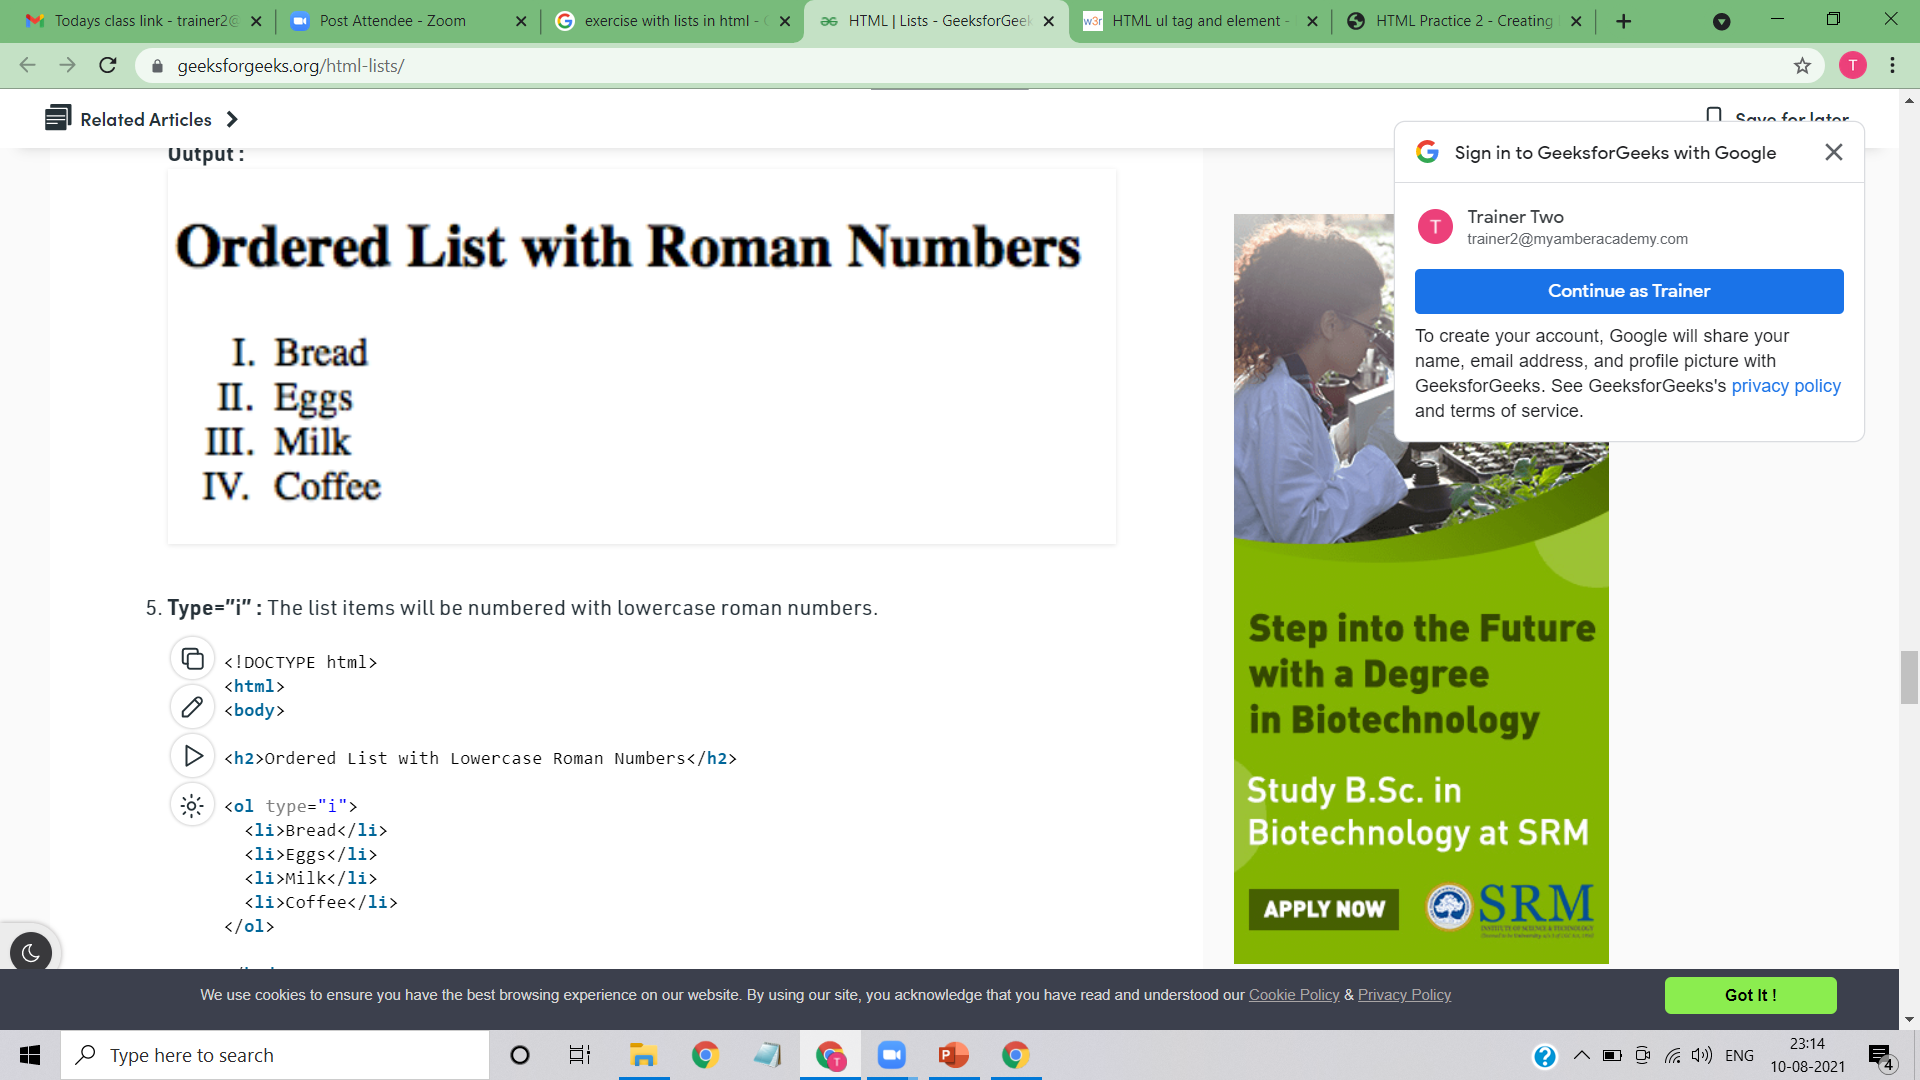 Todays class link - trainer2@
Post Attendee - Zoom
exercise with lists in html -
HTML | Lists - GeeksforGeek
w3r HTML ul tag and element -
HTML Practice 2 - Creating
geeksforgeeks.org/html-lists/
T
Related Articles
Save for later
Output :
Ordered List with Roman Numbers
I. Bread
II. Eggs
III. Milk
IV. Coffee
5. Type="i" : The list items will be numbered with lowercase roman numbers.
<!DOCTYPE html>
<html>
<body>
<h2>Ordered List with Lowercase Roman Numbers</h2>
<ol type="i">
<li>Bread</li>
<li>Eggs</li>
<li>Milk</li>
<li>Coffee</li>
</ol>
Sign in to GeeksforGeeks with Google
T
Trainer Two
trainer2@myamberacademy.com
Continue as Trainer
To create your account, Google will share your
name, email address, and profile picture with
GeeksforGeeks. See GeeksforGeeks's privacy policy
and terms of service.
Step into the Future
with a Degree
in Biotechnology
Study B.Sc. in
Biotechnology at SRM
APPLY NOW
SRM
INSTITUTE OF SCIENCE & TECHNOLOGY
We use cookies to ensure you have the best browsing experience on our website. By using our site, you acknowledge that you have read and understood our Cookie Policy & Privacy Policy
Got It !
Type here to search
ENG
23:14
10-08-2021
4